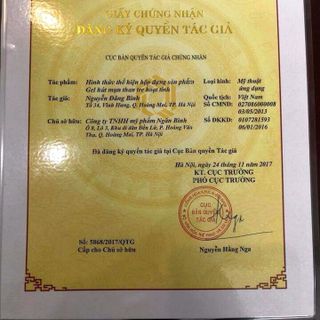 GIẤY CHỨNG NHẬN
ĐĂNG KÝ QUYỀN TÁC GIẢ
CỤC BẢN QUYỀN TÁC GIẢ CHỨNG NHẬN
Tác phẩm: Hình thức thể hiện hộp đựng sản phẩm Loại hình: Mỹ thuật
Gel hút mụn than tre hoạt tính ứng dụng
Tác giả: Nguyễn Đăng Bình Quốc tịch: Việt Nam
Tổ 14, Vĩnh Hưng, Q. Hoàng Mai, TP. Hà Nội Số CMND: 027016000008
03/05/2013
Chủ sở hữu: Công ty TNHH mỹ phẩm Ngân Bình Số ĐKKD: 0107281593
Ô 8, Lô 3, Khu di dân Đền Lừ, P. Hoàng Văn 06/01/2016
Thụ, Q. Hoàng Mai, TP. Hà Nội
Đã đăng ký quyền tác giả tại Cục Bản quyền Tác giả
Hà Nội, ngày 24 tháng 11 năm 2017
KT. CỤC TRƯỞNG
PHÓ CỤC TRƯỞNG
CỤC
BẢN QUYỀN
TÁC GIẢ
Số: 5868/2017/QTG
Cấp cho Chủ sở hữu Nguyễn Hằng Nga